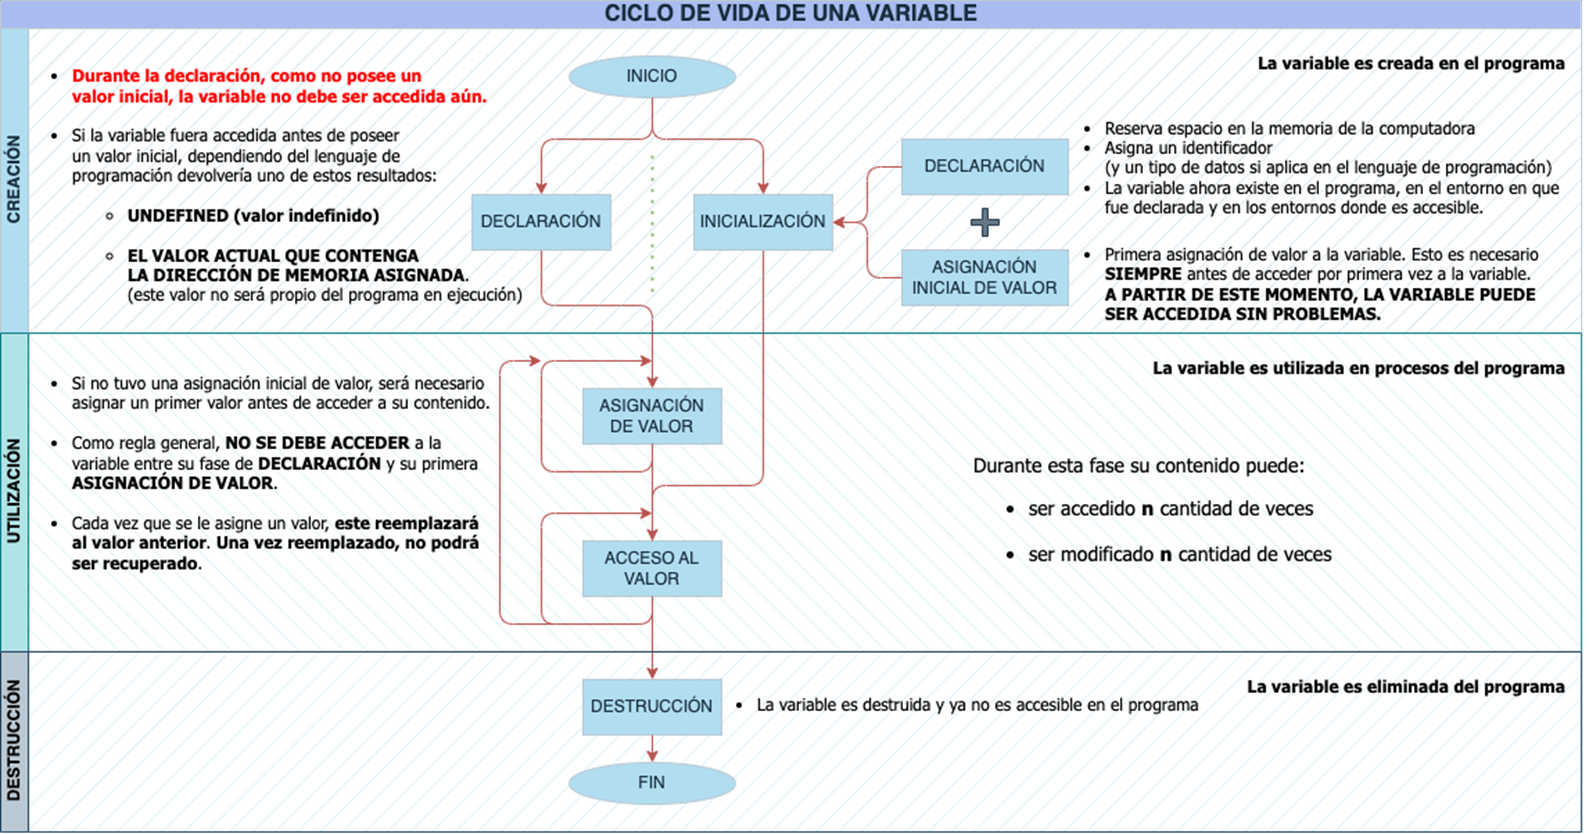 CICLO DE VIDA DE UNA VARIABLE
CREACIÓN
Durante la declaración, como no posee un
valor inicial, la variable no debe ser accedida aún.
Si la variable fuera accedida antes de poseer
un valor inicial, dependiendo del lenguaje de
programación devolvería uno de estos resultados:
UNDEFINED (valor indefinido)
EL VALOR ACTUAL QUE CONTENGA
LA DIRECCIÓN DE MEMORIA ASIGNADA.
(este valor no será propio del programa en ejecución)
INICIO
DECLARACIÓN
INICIALIZACIÓN
La variable es creada en el programa
DECLARACIÓN
Reserva espacio en la memoria de la computadora
Asigna un identificador
(y un tipo de datos si aplica en el lenguaje de programación)
La variable ahora existe en el programa, en el entorno en que
fue declarada y en los entornos donde es accesible.
ASIGNACIÓN
INICIAL DE VALOR
Primera asignación de valor a la variable. Esto es necesario
SIEMPRE antes de acceder por primera vez a la variable.
A PARTIR DE ESTE MOMENTO, LA VARIABLE PUEDE
SER ACCEDIDA SIN PROBLEMAS.
UTILIZACIÓN
Si no tuvo una asignación inicial de valor, será necesario
asignar un primer valor antes de acceder a su contenido.
Como regla general, NO SE DEBE ACCEDER a la
variable entre su fase de DECLARACIÓN y su primera
ASIGNACIÓN DE VALOR.
Cada vez que se le asigne un valor, este reemplazará
al valor anterior. Una vez reemplazado, no podrá
ser recuperado.
ASIGNACIÓN
DE VALOR
ACCESO AL
VALOR
La variable es utilizada en procesos del programa
Durante esta fase su contenido puede:
ser accedido n cantidad de veces
ser modificado n cantidad de veces
DESTRUCCIÓN
DESTRUCCIÓN
La variable es destruida y ya no es accesible en el programa
La variable es eliminada del programa
FIN